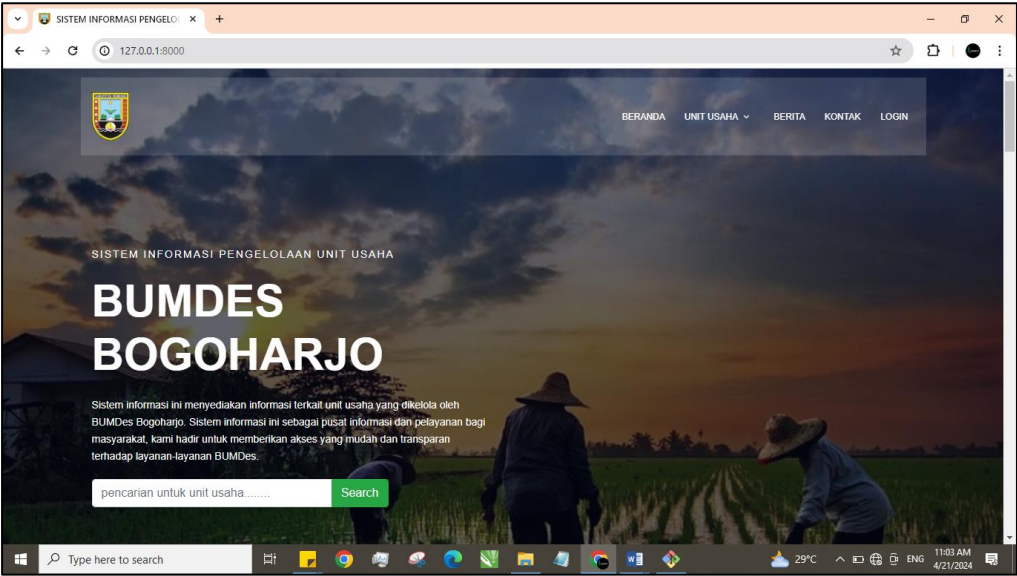 SISTEM INFORMASI PENGELO
127.0.0.1:8000
BERANDA UNIT USAHA BERITA KONTAK LOGIN
SISTEM INFORMASI PENGELOLAAN UNIT USAHA
BUMDES
BOGOHARJO
Sistem informasi ini menyediakan informasi terkait unit usaha yang dikelola oleh
BUMDes Bogoharjo. Sistem informasi ini sebagai pusat informasi dan pelayanan bagi
masyarakat, kami hadir untuk memberikan akses yang mudah dan transparan
terhadap layanan-layanan BUMDes.
pencarian untuk unit usaha........ Search
Type here to search 29°C ENG 11:03 AM
4/21/2024